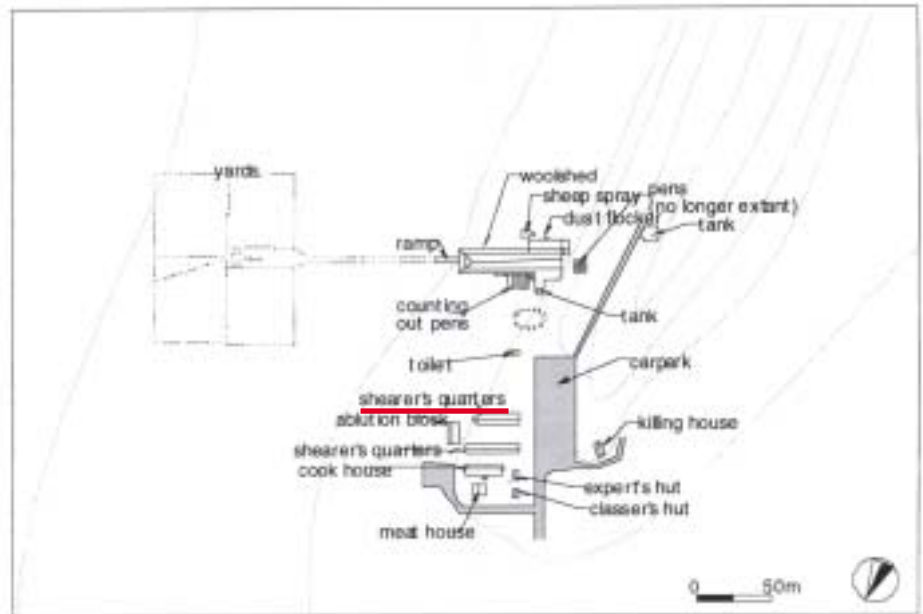 yards
woolshed
sheep spray
pens
(no longer extant)
dust locker
tank
ramp
counting
out pens
tank
toilet
carpark
shearer's quarters
ablution block
killing house
shearer's quarters
cook house
expert's hut
classer's hut
meat house
0 50m